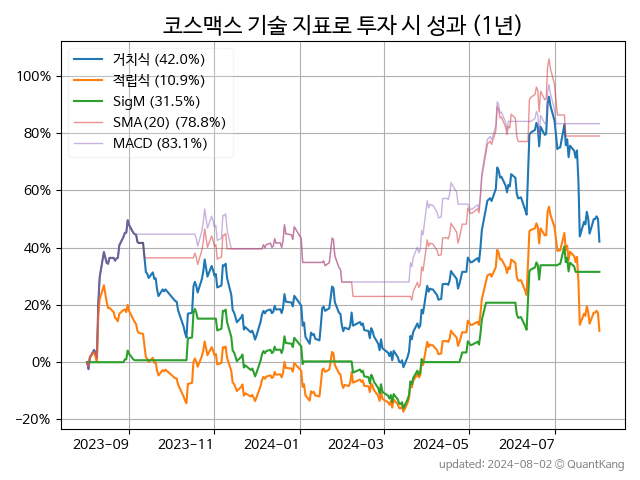 코스맥스 기술 지표로 투자 시 성과 (1년)
거치식 (42.0%)
적립식 (10.9%)
SigM (31.5%)
SMA(20) (78.8%)
MACD (83.1%)
100%
80%
60%
40%
20%
0%
−20%
2023-09 2023-11 2024-01 2024-03 2024-05 2024-07
updated: 2024-08-02 © QuantKang